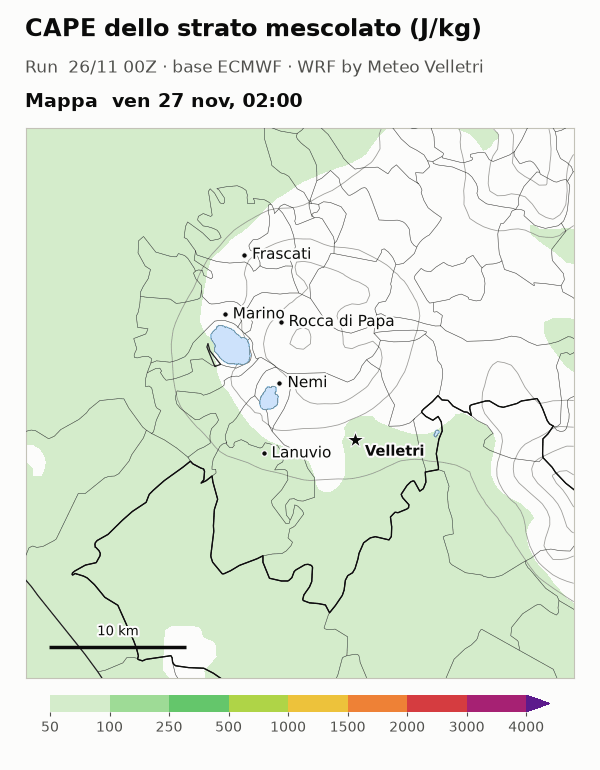 CAPE dello strato mescolato (J/kg)
Run  26/11 00Z · base ECMWF · WRF by Meteo Velletri
Mappa  ven 27 nov, 02:00
Frascati
Marino
Rocca di Papa
Nemi
Velletri
Lanuvio
10 km
50 100 250 500 1000 1500 2000 3000 4000